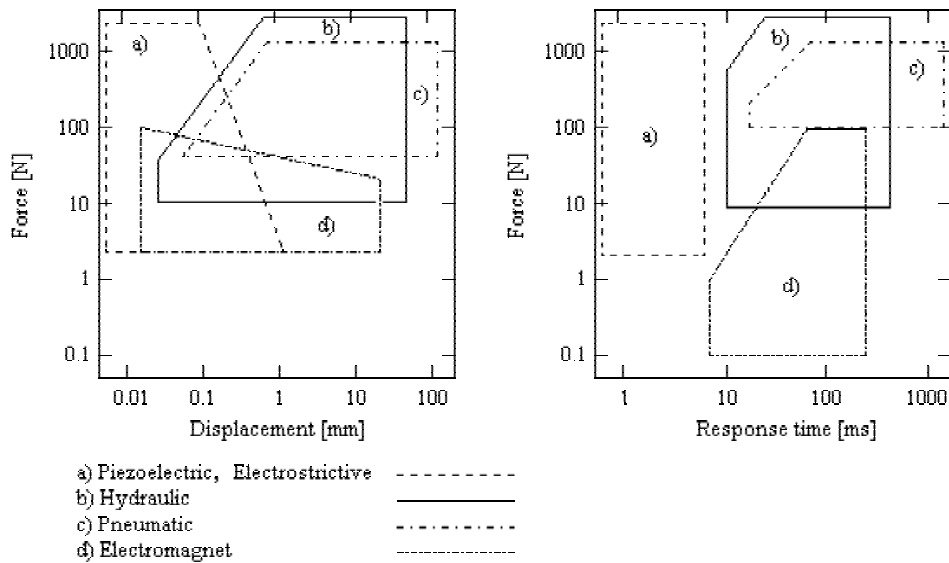 1000
100
10
1
0.1
Force [N]
a)
b)
c)
d)
0.01 0.1 1 10 100
Displacement [mm]
1000
100
10
1
0.1
Force [N]
a)
b)
c)
d)
1 10 100 1000
Response time [ms]
a) Piezoelectric, Electrostrictive
b) Hydraulic
c) Pneumatic
d) Electromagnet